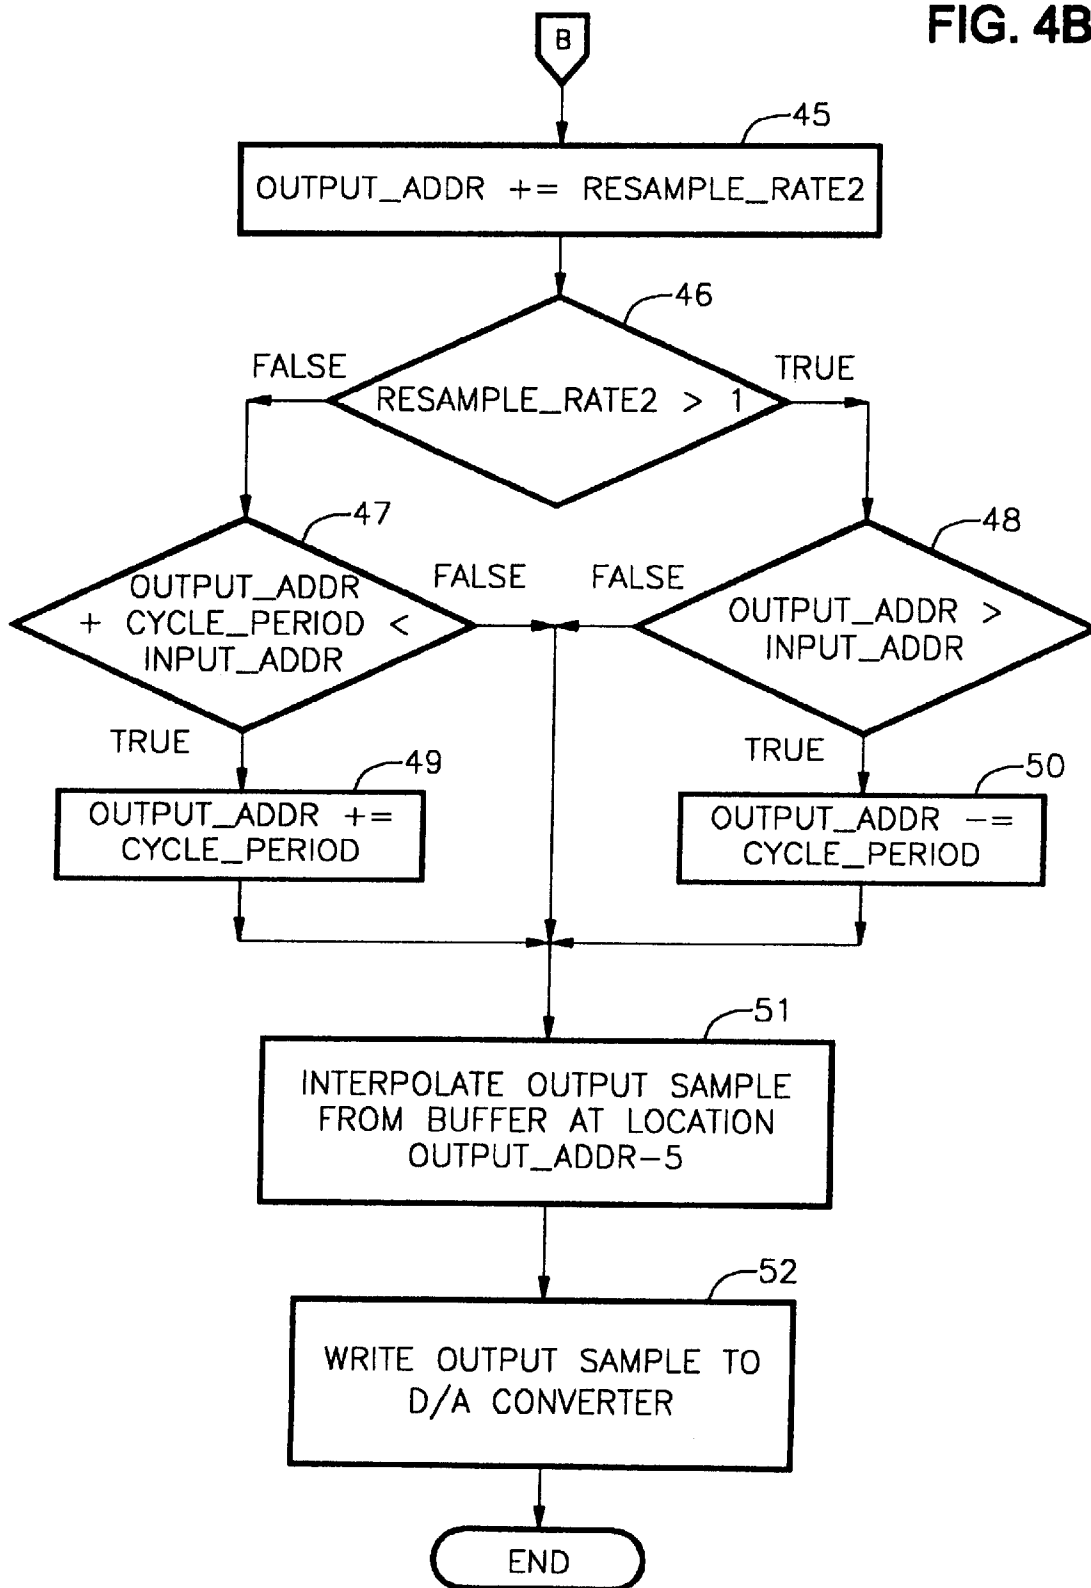 FIG. 4B
B
45
OUTPUT_ADDR += RESAMPLE_RATE2
46
FALSE
TRUE
RESAMPLE_RATE2 > 1
47
48
OUTPUT_ADDR
+ CYCLE_PERIOD <
INPUT_ADDR
FALSE
FALSE
OUTPUT_ADDR >
INPUT_ADDR
TRUE
TRUE
49
50
OUTPUT_ADDR +=
CYCLE_PERIOD
OUTPUT_ADDR -=
CYCLE_PERIOD
51
INTERPOLATE OUTPUT SAMPLE
FROM BUFFER AT LOCATION
OUTPUT_ADDR-5
52
WRITE OUTPUT SAMPLE TO
D/A CONVERTER
END